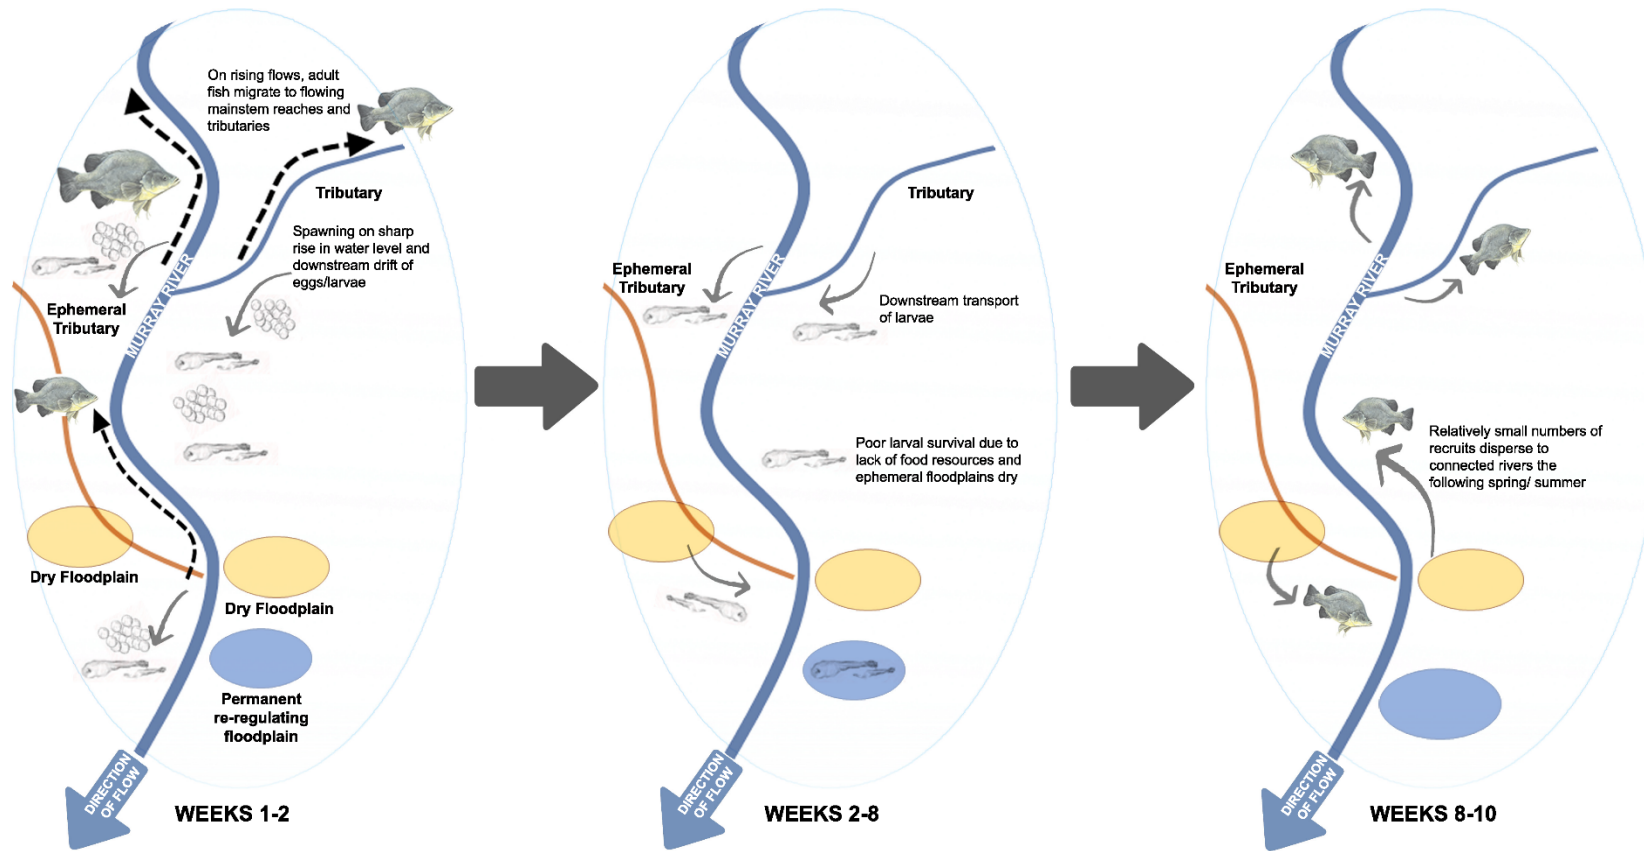 On rising flows, adult
fish migrate to flowing
mainstem reaches and
tributaries
Tributary
Spawning on sharp
rise in water level and
downstream drift of
eggs/larvae
Ephemeral
Tributary
MURRAY RIVER
Dry Floodplain
Dry Floodplain
Permanent
re-regulating
floodplain
DIRECTION
OF FLOW
WEEKS 1-2
Tributary
Ephemeral
Tributary
MURRAY RIVER
Downstream transport
of larvae
Poor larval survival due to
lack of food resources and
ephemeral floodplains dry
DIRECTION
OF FLOW
WEEKS 2-8
Ephemeral
Tributary
MURRAY RIVER
Relatively small numbers of
recruits disperse to
connected rivers the
following spring/ summer
DIRECTION
OF FLOW
WEEKS 8-10